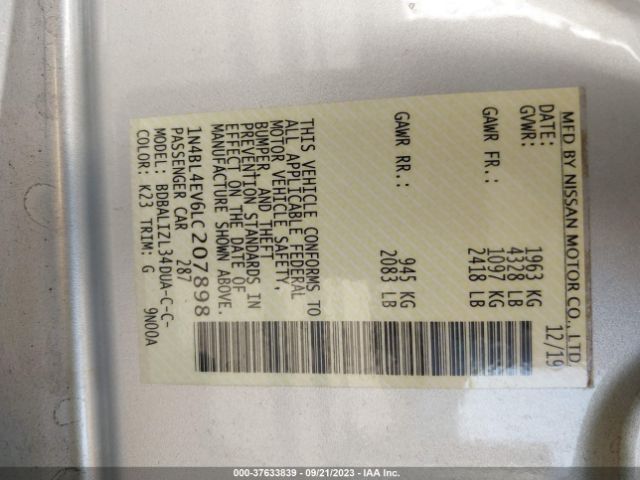 MFD BY NISSAN MOTOR CO., LTD.
DATE: 12/19
GVWR: 1963 KG
4328 LB
GAWR FR.: 1097 KG
2418 LB
GAWR RR.: 945 KG
2083 LB
THIS VEHICLE CONFORMS TO
ALL APPLICABLE FEDERAL
MOTOR VEHICLE SAFETY,
BUMPER, AND THEFT
PREVENTION STANDARDS IN
EFFECT ON THE DATE OF
MANUFACTURE SHOWN ABOVE.
1N4BL4EV6LC207898
PASSENGER CAR 287
MODEL: BDBALIZL34DUA-C-C-
COLOR: K23 TRIM: G 9N00A
000-37633839 - 09/21/2023 - IAA Inc.